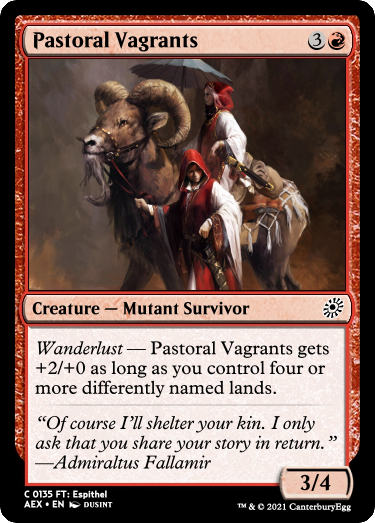 Pastoral Vagrants 3
Creature — Mutant Survivor
Wanderlust — Pastoral Vagrants gets
+2/+0 as long as you control four or
more differently named lands.
“Of course I’ll shelter your kin. I only
ask that you share your story in return.”
—Admiraltus Fallamir
3/4
C 0135 FT: Espithel
AEX • EN DUSINT
™ & © 2021 CanterburyEgg